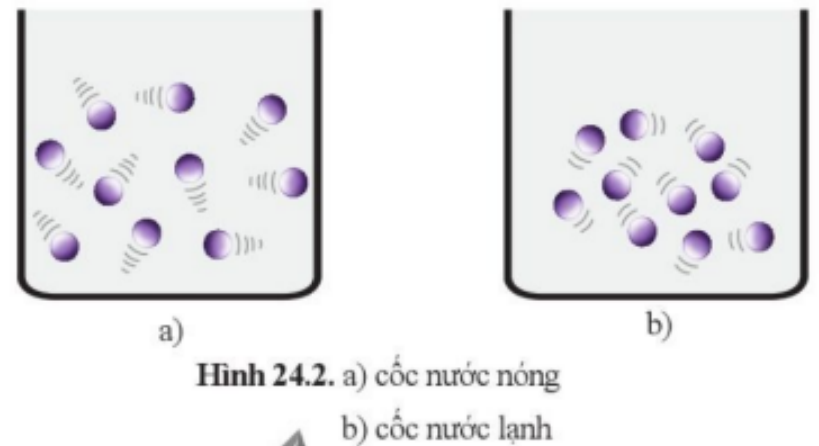 a)
b)
Hình 24.2. a) cốc nước nóng
b) cốc nước lạnh